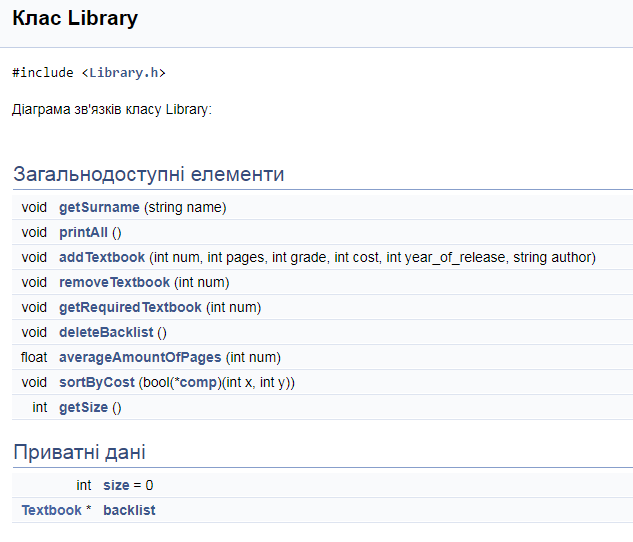 Клас Library
#include <Library.h>
Діаграма зв'язків класу Library:
Загальнодоступні елементи
void getSurname (string name)
void printAll ()
void addTextbook (int num, int pages, int grade, int cost, int year_of_release, string author)
void removeTextbook (int num)
void getRequiredTextbook (int num)
void deleteBacklist ()
float averageAmountOfPages (int num)
void sortByCost (bool(*comp)(int x, int y))
int getSize ()
Приватні дані
int size = 0
Textbook * backlist